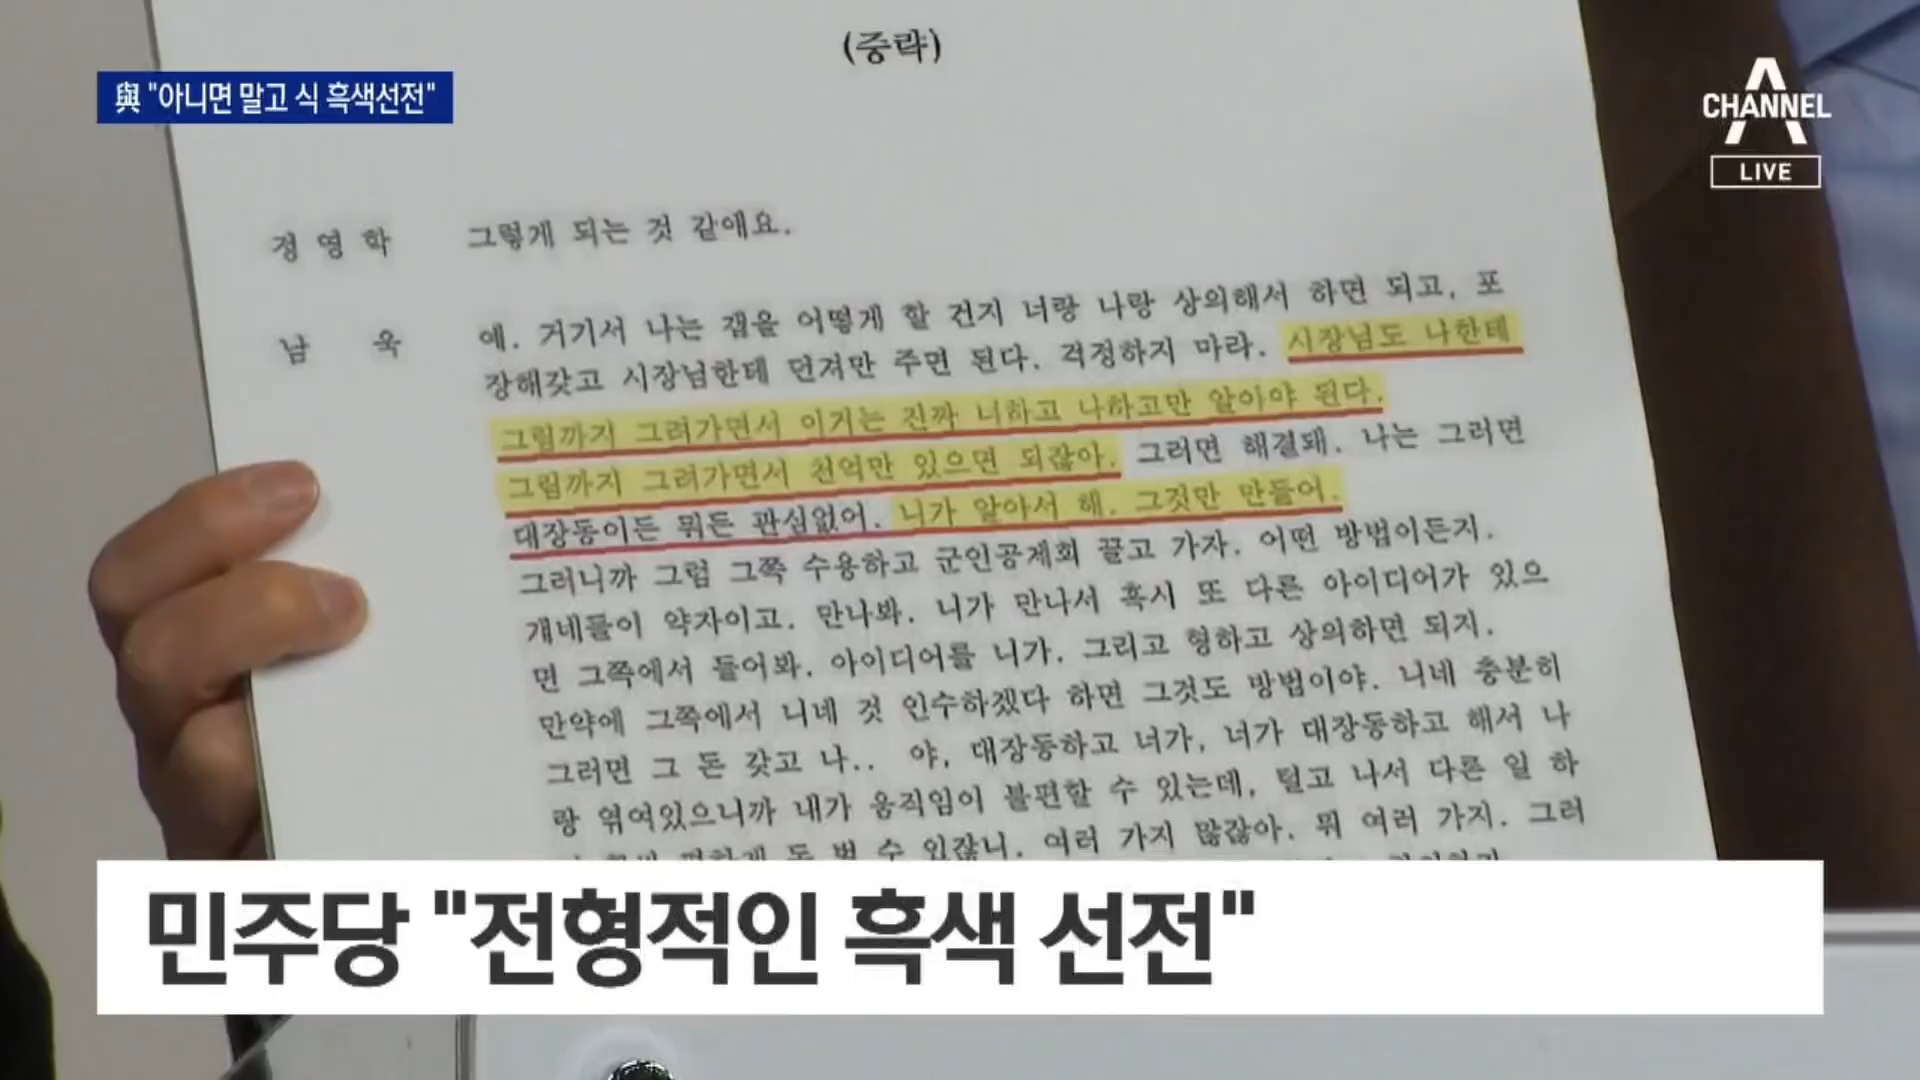 (중략)
與 "아니면 말고 식 흑색선전"
CHANNEL A
LIVE
정 영 학 그렇게 되는 것 같애요.
남 욱 예. 거기서 나는 갭을 어떻게 할 건지 너랑 나랑 상의해서 하면 되고, 포
장해갖고 시장님한테 던져만 주면 된다. 걱정하지 마라. 시장님도 나한테
그림까지 그려가면서 이거는 진짜 너하고 나하고만 알아야 된다.
그림까지 그려가면서 천억만 있으면 되잖아. 그러면 해결돼. 나는 그러면
대장동이든 뭐든 관심없어. 니가 알아서 해. 그것만 만들어.
그러니까 그럼 그쪽 수용하고 군인공제회 끌고 가자. 어떤 방법이든지.
걔네들이 약자이고. 만나봐. 니가 만나서 혹시 또 다른 아이디어가 있으
면 그쪽에서 들어봐. 아이디어를 니가. 그리고 형하고 상의하면 되지.
만약에 그쪽에서 니네 것 인수하겠다 하면 그것도 방법이야. 니네 충분히
그러면 그 돈 갖고 나.. 야, 대장동하고 너가, 너가 대장동하고 해서 나
랑 엮여있으니까 내가 움직임이 불편할 수 있는데, 털고 나서 다른 일 하
편하게 돈 벌 수 있잖니. 여러 가지 많잖아. 뭐 여러 가지. 그러
민주당 "전형적인 흑색 선전"